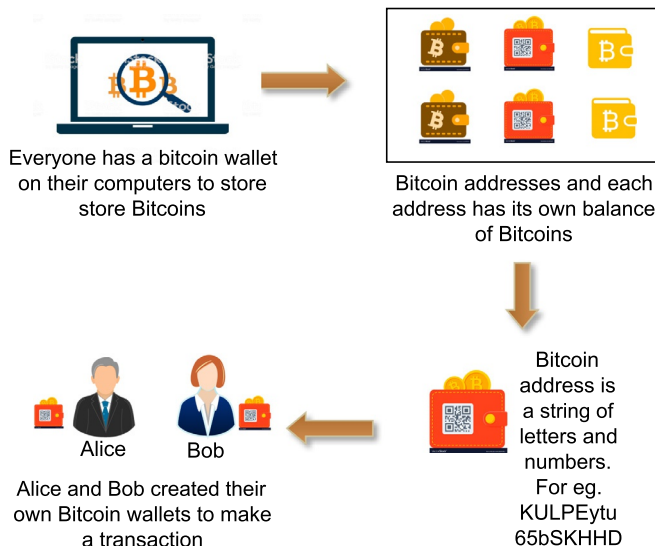 Everyone has a bitcoin wallet
on their computers to store
store Bitcoins
Bitcoin addresses and each
address has its own balance
of Bitcoins
Bitcoin
address is
a string of
letters and
numbers.
For eg.
KULPEytu
65bSKHHD
Alice
Bob
Alice and Bob created their
own Bitcoin wallets to make
a transaction